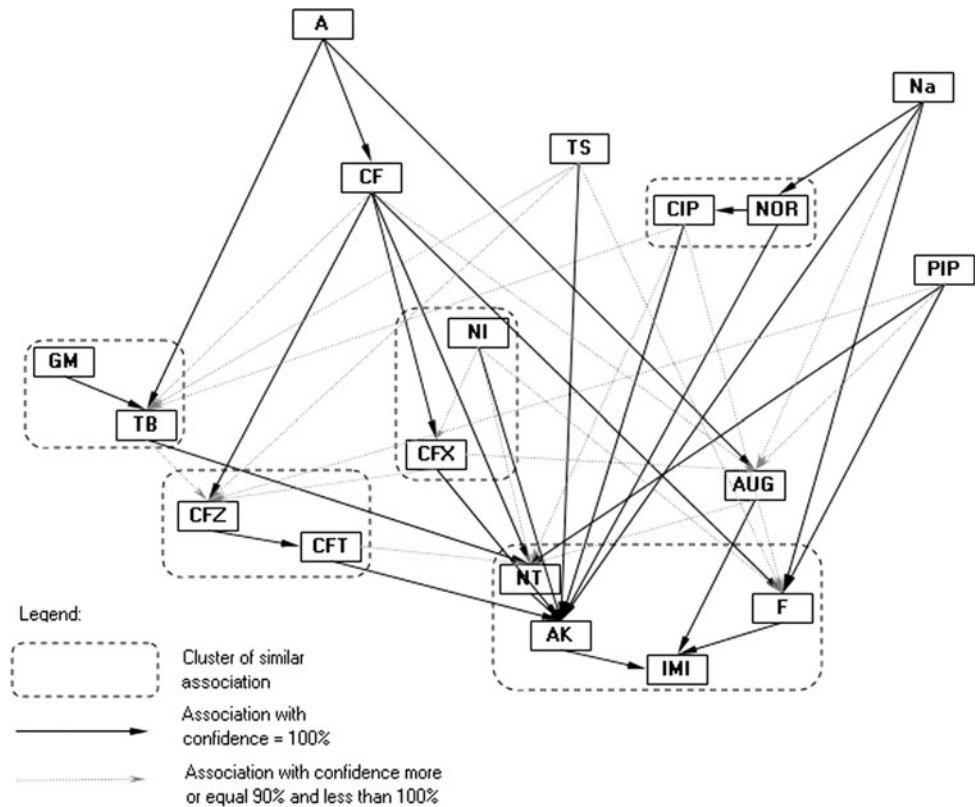 A
Na
TS
CF
CIP
NOR
PIP
NI
GM
TB
CFX
AUG
CFZ
CFT
NT
F
AK
IMI
Legend:
Cluster of similar
association
Association with
confidence = 100%
Association with confidence more
or equal 90% and less than 100%